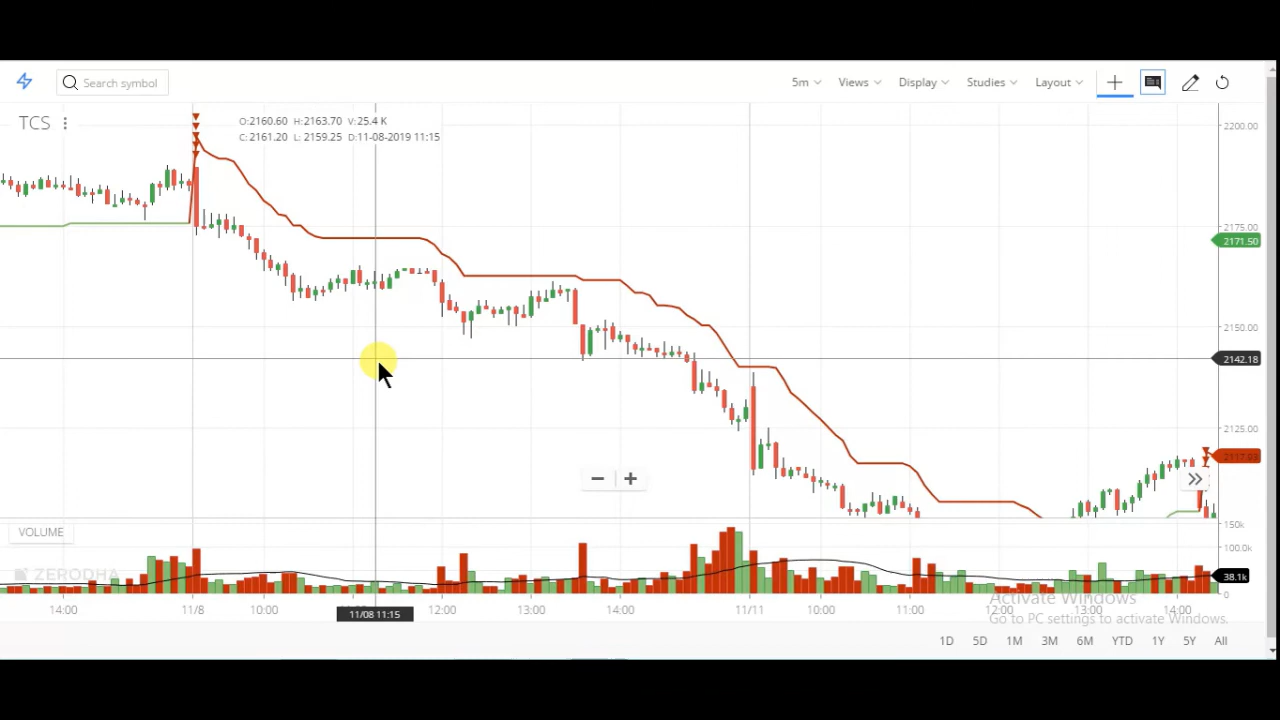 Search symbol
5m Views Display Studies Layout
TCS
O:2160.60 H:2163.70 V:25.4 K
C:2161.20 L: 2159.25 D:11-08-2019 11:15
2200.00
2175.00
2171.50
2150.00
2142.18
2125.00
2117.03
VOLUME
150k
100.0k
38.1k
0
ZERODHA
14:00 11/8 10:00 12:00 13:00 14:00 11/11 10:00 11:00 12:00 13:00 14:00
11/08 11:15
Activate Windows
Go to PC settings to activate Windows.
1D 5D 1M 3M 6M YTD 1Y 5Y All